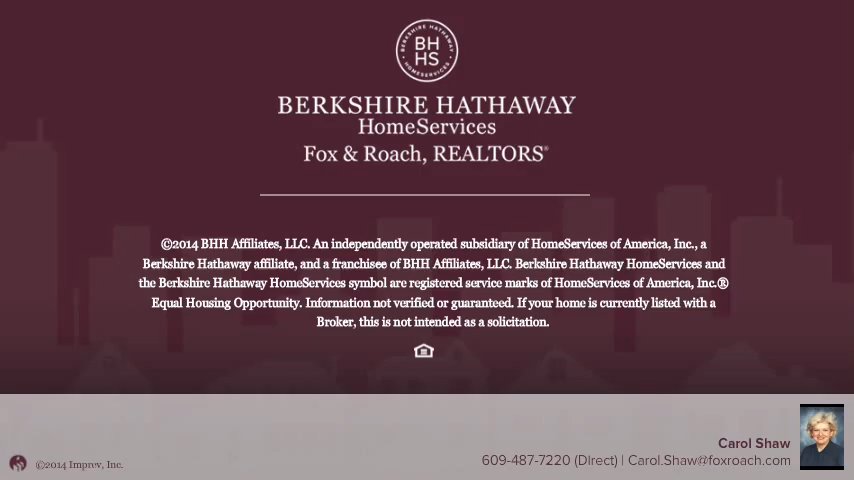 BERKSHIRE HATHAWAY
HOMESERVICES
BH
HS
BERKSHIRE HATHAWAY
HomeServices
Fox & Roach, REALTORS®
©2014 BHH Affiliates, LLC. An independently operated subsidiary of HomeServices of America, Inc., a
Berkshire Hathaway affiliate, and a franchisee of BHH Affiliates, LLC. Berkshire Hathaway HomeServices and
the Berkshire Hathaway HomeServices symbol are registered service marks of HomeServices of America, Inc.®
Equal Housing Opportunity. Information not verified or guaranteed. If your home is currently listed with a
Broker, this is not intended as a solicitation.
Carol Shaw
609-487-7220 (DIrect) | Carol.Shaw@foxroach.com
©2014 Imprev, Inc.